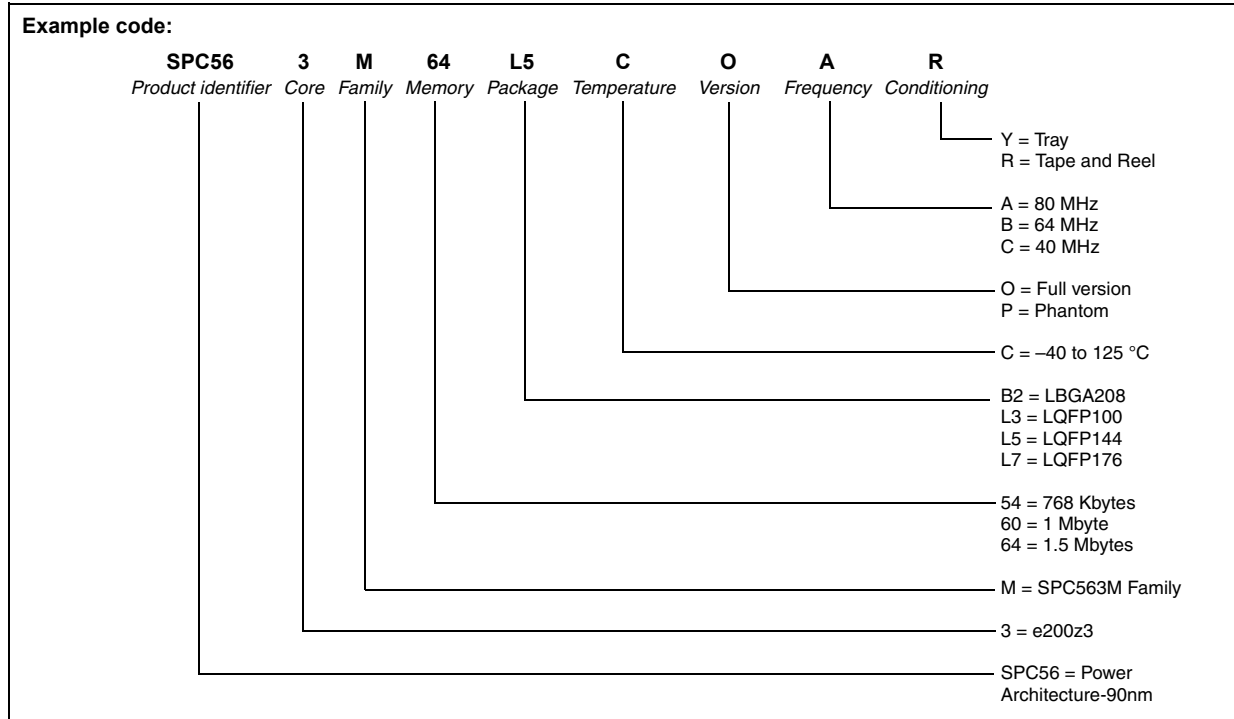 Example code:
SPC56 3 M 64 L5 C O A R
Product identifier Core Family Memory Package Temperature Version Frequency Conditioning
Y = Tray
R = Tape and Reel
A = 80 MHz
B = 64 MHz
C = 40 MHz
O = Full version
P = Phantom
C = –40 to 125 °C
B2 = LBGA208
L3 = LQFP100
L5 = LQFP144
L7 = LQFP176
54 = 768 Kbytes
60 = 1 Mbyte
64 = 1.5 Mbytes
M = SPC563M Family
3 = e200z3
SPC56 = Power
Architecture-90nm